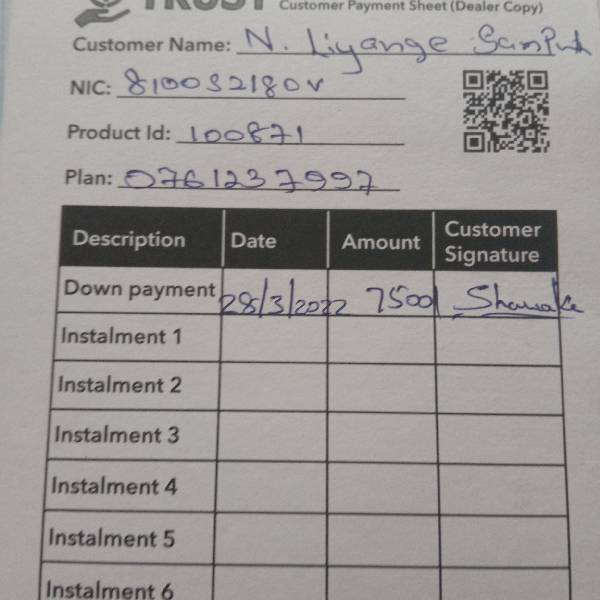 TRUST Customer Payment Sheet (Dealer Copy)
Customer Name: N. Liyange
NIC: 810032180V
Product Id: 100871
Plan: 0761237997
Description Date Amount Customer Signature
Down payment 28/3/2022 7500/
Instalment 1
Instalment 2
Instalment 3
Instalment 4
Instalment 5
Instalment 6